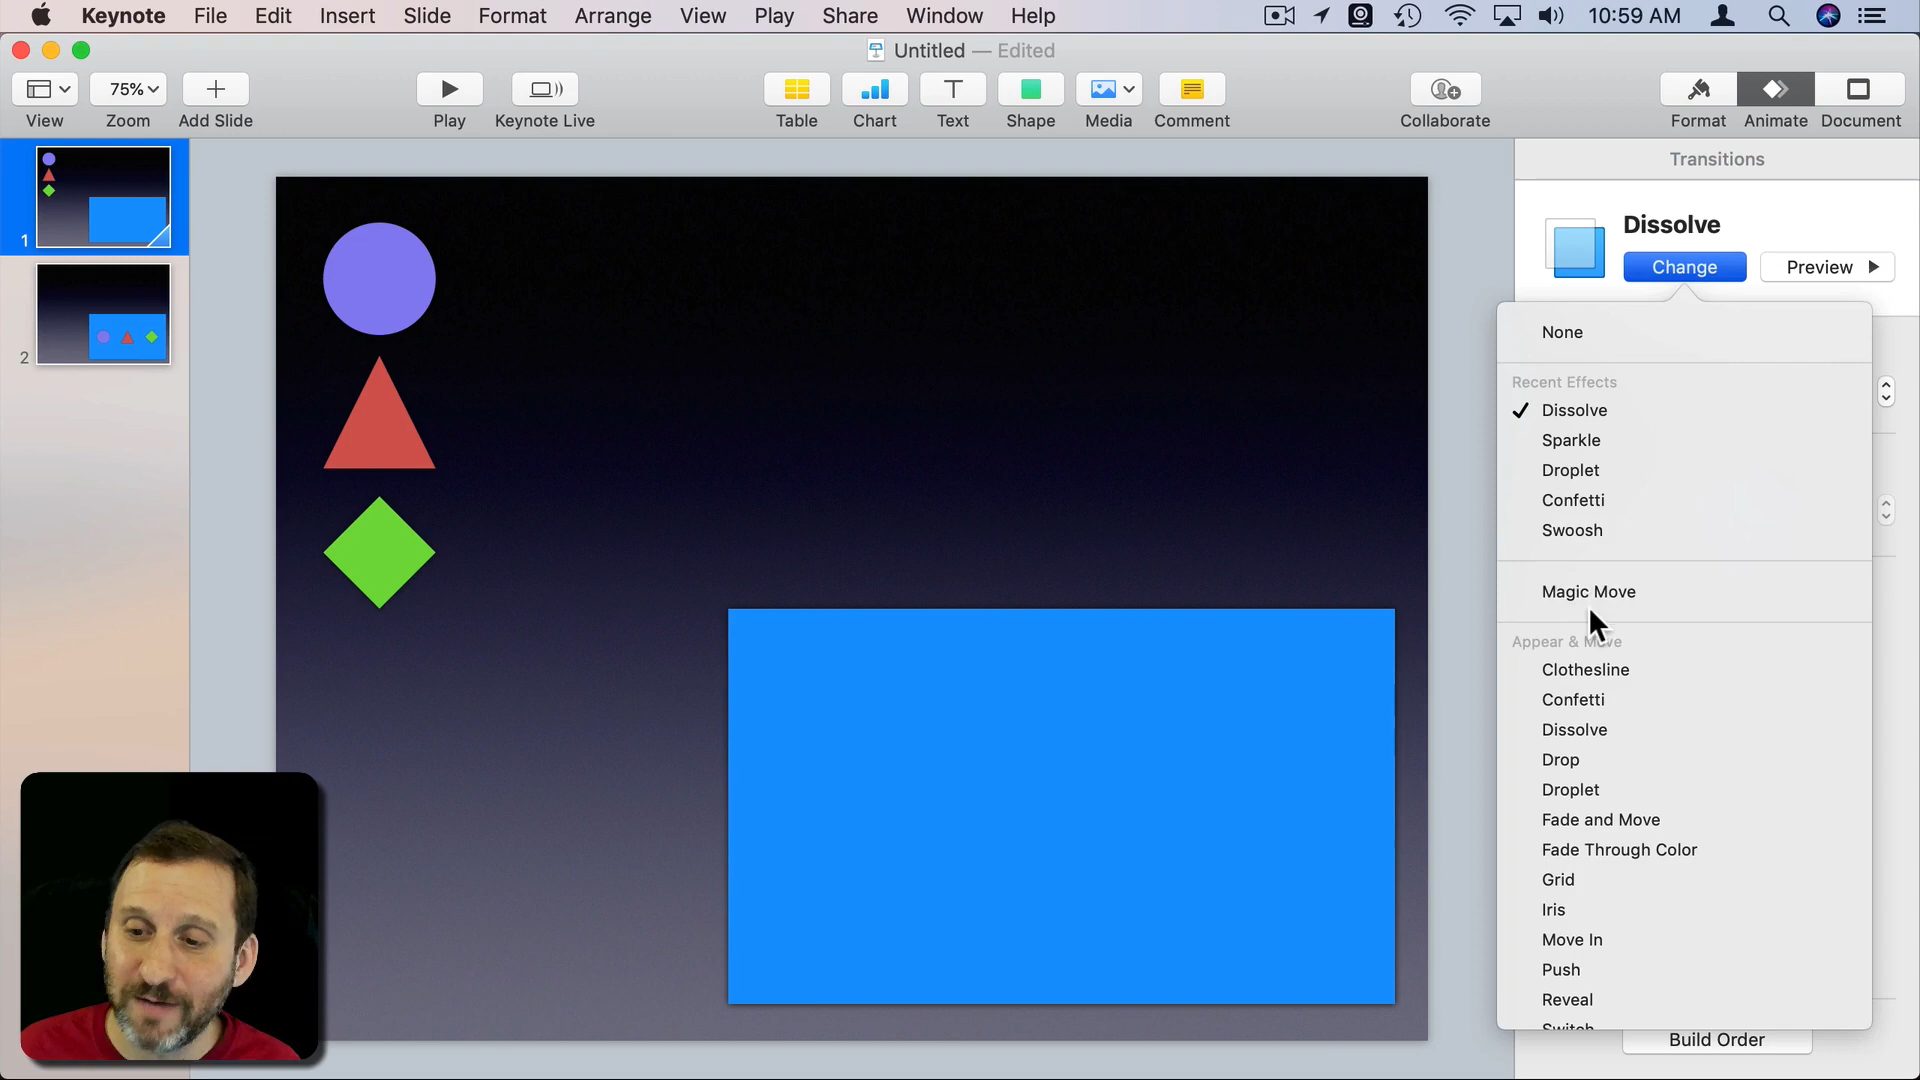 Keynote File Edit Insert Slide Format Arrange View Play Share Window Help 10:59 AM
Untitled — Edited
75%
View Zoom Add Slide Play Keynote Live Table Chart Text Shape Media Comment Collaborate Format Animate Document
Transitions
Dissolve
Change Preview
None
Recent Effects
Dissolve
Sparkle
Droplet
Confetti
Swoosh
Magic Move
Appear & Move
Clothesline
Confetti
Dissolve
Drop
Droplet
Fade and Move
Fade Through Color
Grid
Iris
Move In
Push
Reveal
Switch
Build Order
1
2